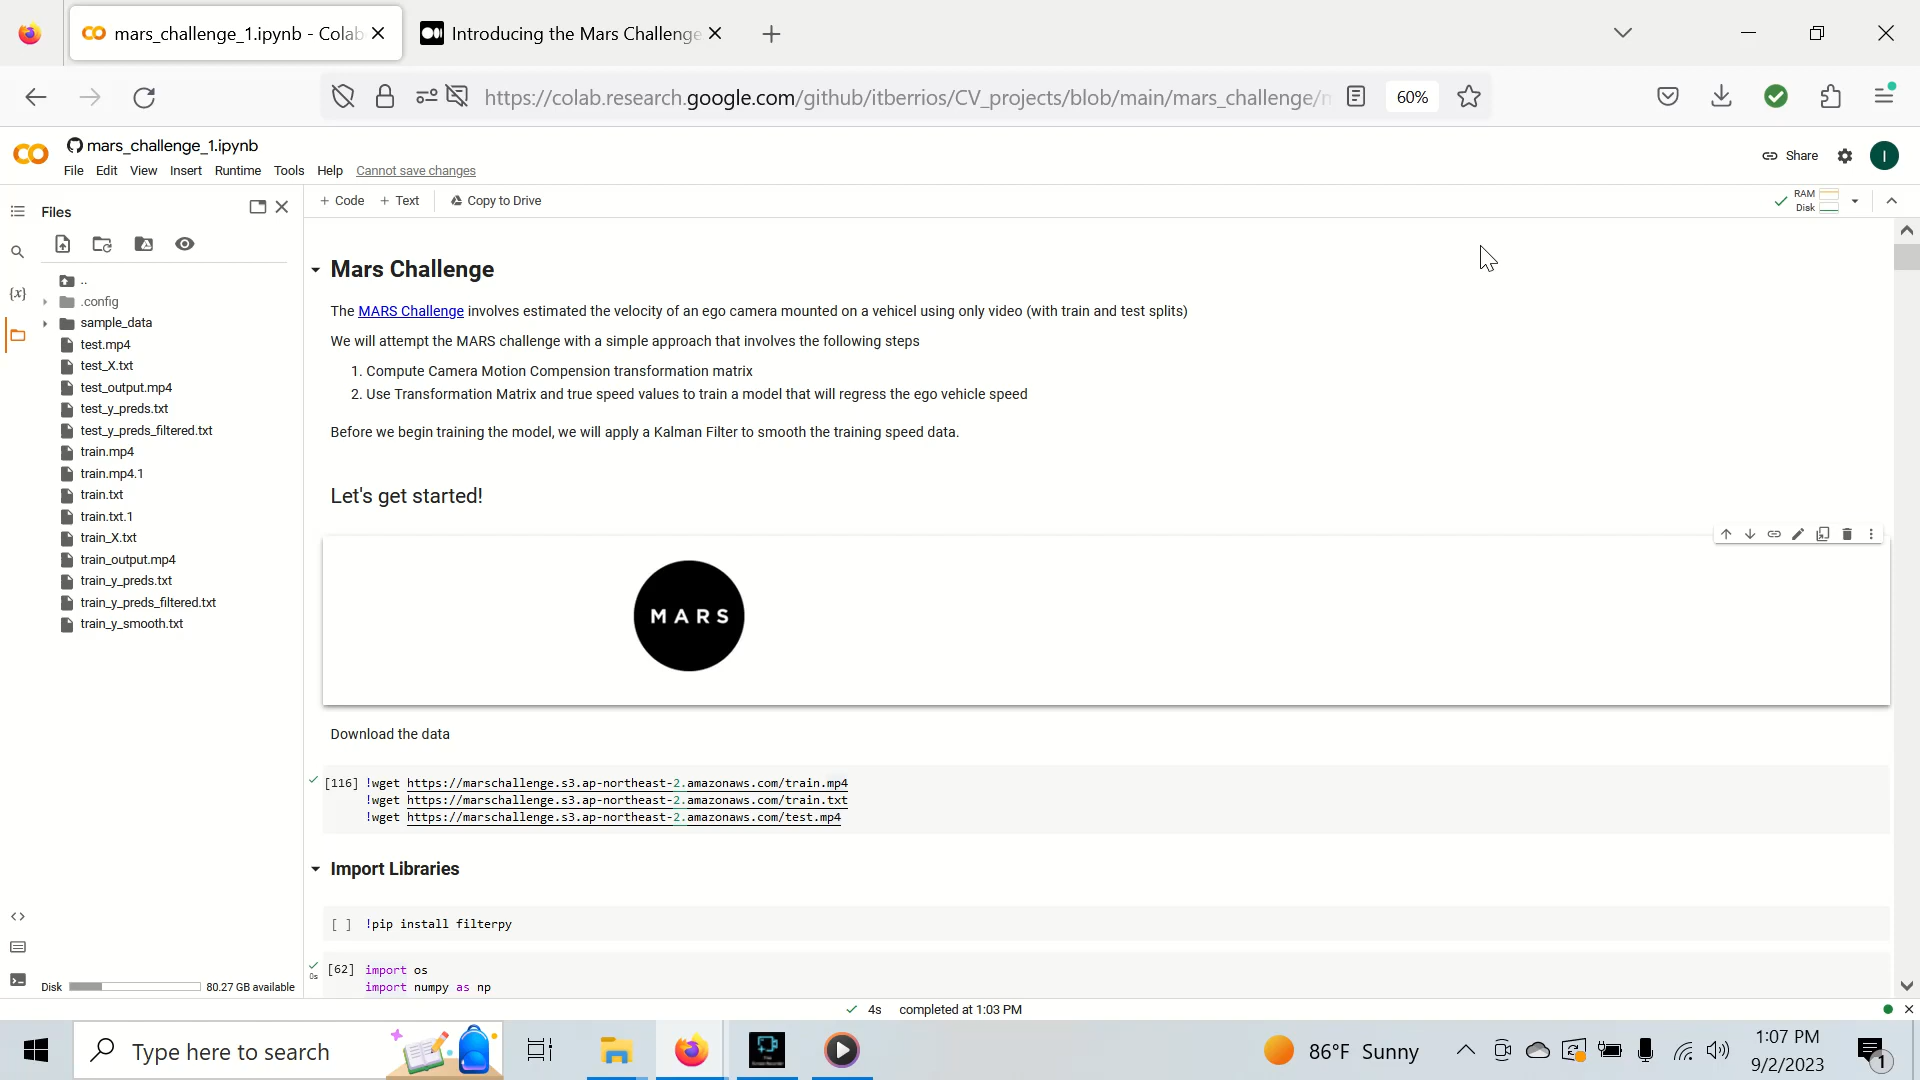 mars_challenge_1.ipynb - Colab
Introducing the Mars Challenge
https://colab.research.google.com/github/itberrios/CV_projects/blob/main/mars_challenge/
60%
mars_challenge_1.ipynb
File Edit View Insert Runtime Tools Help Cannot save changes
Share
I
Files
+ Code + Text Copy to Drive
RAM
Disk
..
.config
sample_data
test.mp4
test_X.txt
test_output.mp4
test_y_preds.txt
test_y_preds_filtered.txt
train.mp4
train.mp4.1
train.txt
train.txt.1
train_X.txt
train_output.mp4
train_y_preds.txt
train_y_preds_filtered.txt
train_y_smooth.txt
Disk 80.27 GB available
Mars Challenge
The MARS Challenge involves estimated the velocity of an ego camera mounted on a vehicel using only video (with train and test splits)
We will attempt the MARS challenge with a simple approach that involves the following steps
1. Compute Camera Motion Compension transformation matrix
2. Use Transformation Matrix and true speed values to train a model that will regress the ego vehicle speed
Before we begin training the model, we will apply a Kalman Filter to smooth the training speed data.
Let's get started!
MARS
Download the data
[116] !wget https://marschallenge.s3.ap-northeast-2.amazonaws.com/train.mp4
!wget https://marschallenge.s3.ap-northeast-2.amazonaws.com/train.txt
!wget https://marschallenge.s3.ap-northeast-2.amazonaws.com/test.mp4
Import Libraries
[ ] !pip install filterpy
0s [62] import os
import numpy as np
4s completed at 1:03 PM
Type here to search
86°F Sunny
1:07 PM
9/2/2023
1